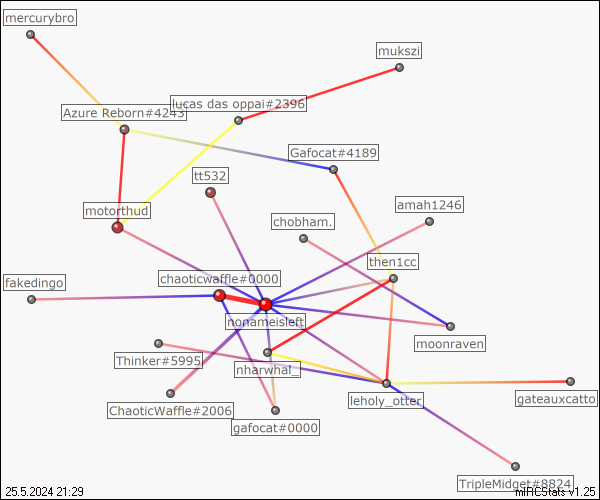 mercurybro
mukszi
lucas das oppai#2396
Azure Reborn#4243
Gafocat#4189
tt532
amah1246
motorthud
chobham.
then1cc
chaoticwaffle#0000
fakedingo
nonameisleft
moonraven
Thinker#5995
nharwhal_
leholy_otter
gateauxcatto
ChaoticWaffle#2006
gafocat#0000
TripleMidget#8824
25.5.2024 21:29
mIRCStats v1.25